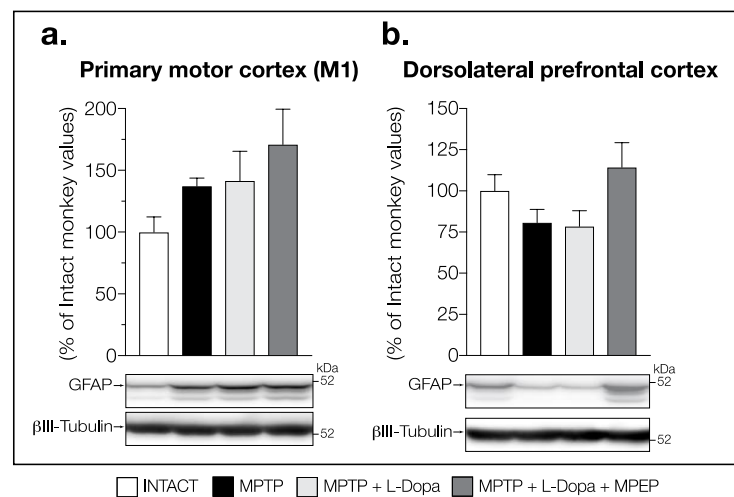 a.
Primary motor cortex (M1)
(% of Intact monkey values)
200
150
100
50
0
kDa
GFAP
52
βIII-Tubulin
52
b.
Dorsolateral prefrontal cortex
(% of Intact monkey values)
150
125
100
75
50
25
0
kDa
GFAP
52
βIII-Tubulin
52
INTACT MPTP MPTP + L-Dopa MPTP + L-Dopa + MPEP